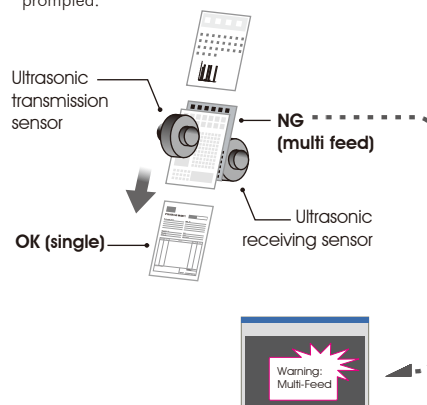 prompted.
Ultrasonic
transmission
sensor
NG
(multi feed)
Ultrasonic
receiving sensor
OK (single)
Warning:
Multi-Feed